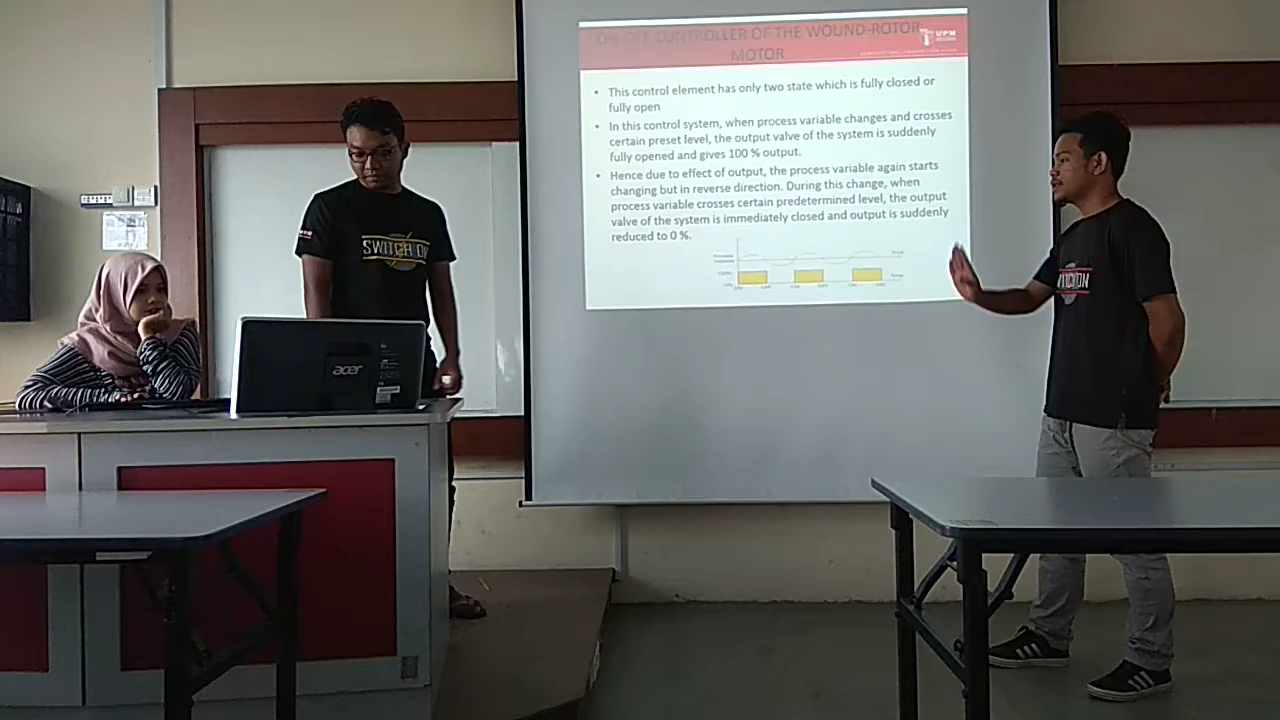 ON-OFF CONTROLLER OF THE WOUND-ROTOR
MOTOR
UPM
• This control element has only two state which is fully closed or
fully open
• In this control system, when process variable changes and crosses
certain preset level, the output valve of the system is suddenly
fully opened and gives 100 % output.
• Hence due to effect of output, the process variable again starts
changing but in reverse direction. During this change, when
process variable crosses certain predetermined level, the output
valve of the system is immediately closed and output is suddenly
reduced to 0 %.
SWITCH ON
acer